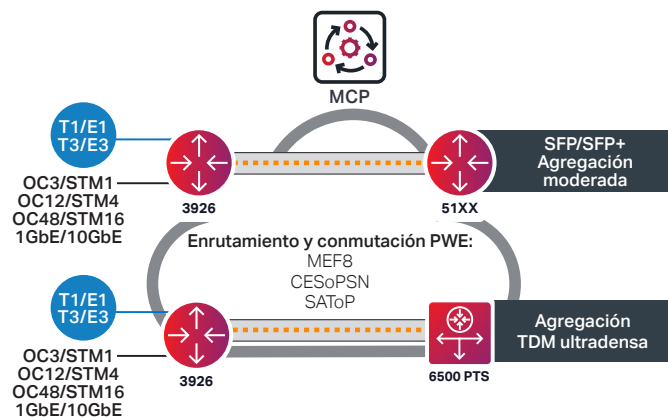 MCP
T1/E1
T3/E3
OC3/STM1
OC12/STM4
OC48/STM16
1GbE/10GbE
3926
51XX
SFP/SFP+
Agregación
moderada
Enrutamiento y conmutación PWE:
MEF8
CESoPSN
SAToP
T1/E1
T3/E3
OC3/STM1
OC12/STM4
OC48/STM16
1GbE/10GbE
3926
6500 PTS
Agregación
TDM ultradensa